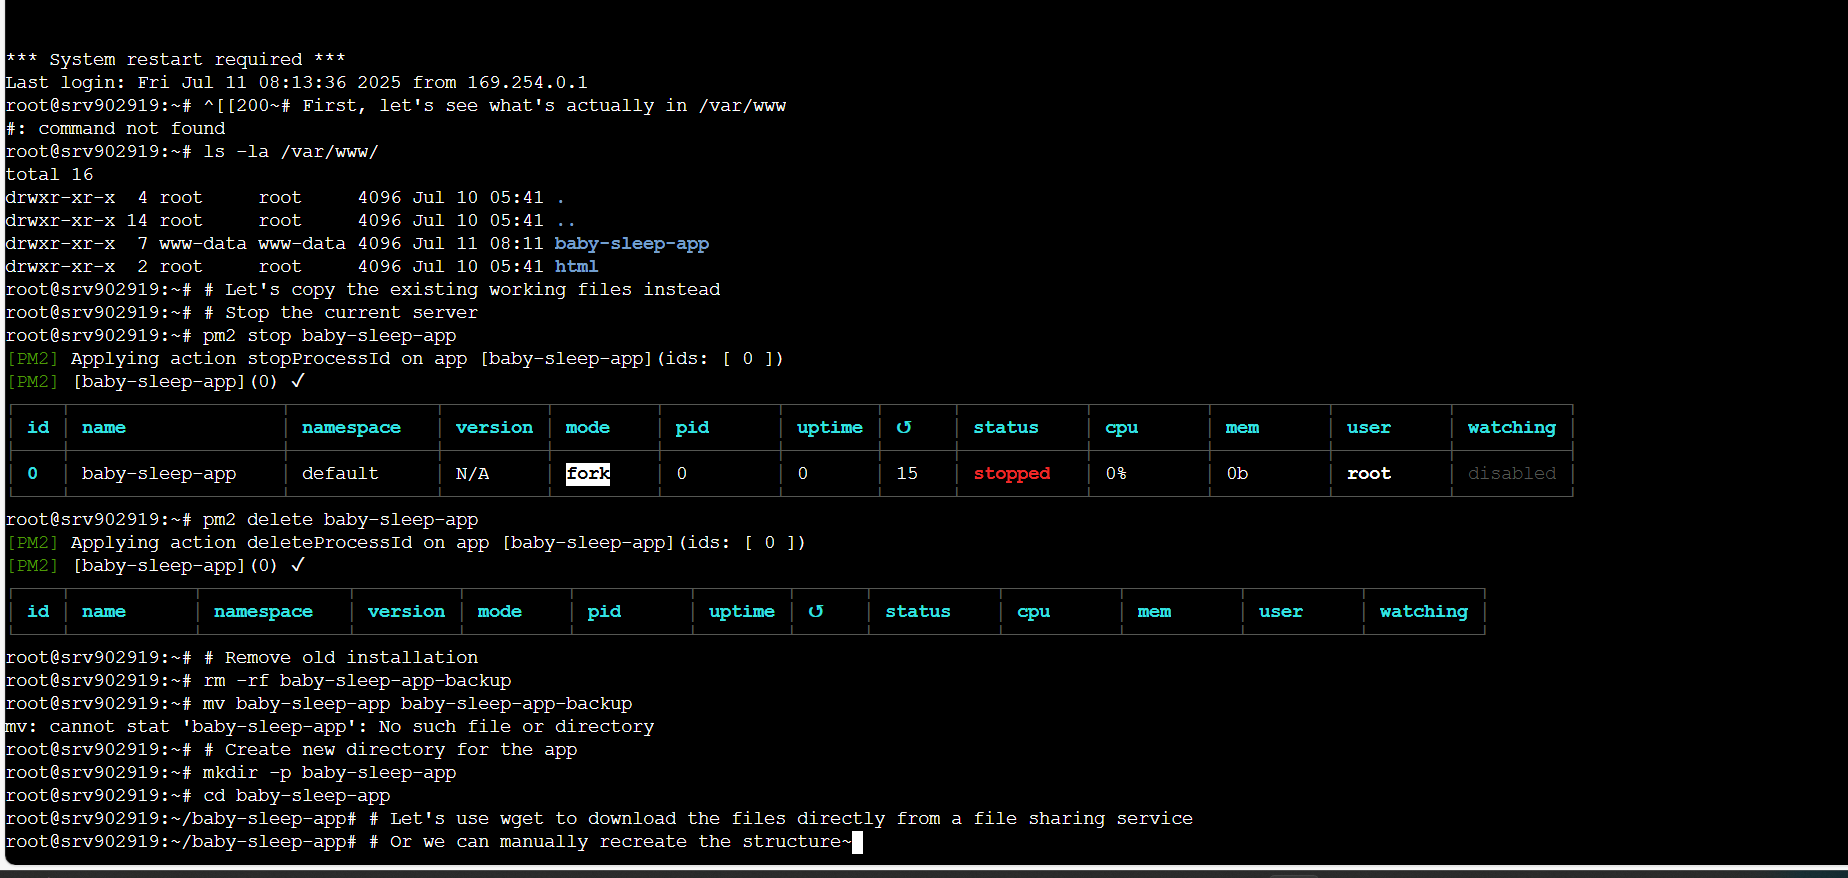 *** System restart required ***
Last login: Fri Jul 11 08:13:36 2025 from 169.254.0.1
root@srv902919:~# ^[[200~# First, let's see what's actually in /var/www
#: command not found
root@srv902919:~# ls -la /var/www/
total 16
drwxr-xr-x  4 root     root     4096 Jul 10 05:41 .
drwxr-xr-x 14 root     root     4096 Jul 10 05:41 ..
drwxr-xr-x  7 www-data www-data 4096 Jul 11 08:11 baby-sleep-app
drwxr-xr-x  2 root     root     4096 Jul 10 05:41 html
root@srv902919:~# # Let's copy the existing working files instead
root@srv902919:~# # Stop the current server
root@srv902919:~# pm2 stop baby-sleep-app
[PM2] Applying action stopProcessId on app [baby-sleep-app](ids: [ 0 ])
[PM2] [baby-sleep-app](0) ✓
id │ name │ namespace │ version │ mode │ pid │ uptime │ ↺ │ status │ cpu │ mem │ user │ watching
0 │ baby-sleep-app │ default │ N/A │ fork │ 0 │ 0 │ 15 │ stopped │ 0% │ 0b │ root │ disabled
root@srv902919:~# pm2 delete baby-sleep-app
[PM2] Applying action deleteProcessId on app [baby-sleep-app](ids: [ 0 ])
[PM2] [baby-sleep-app](0) ✓
id │ name │ namespace │ version │ mode │ pid │ uptime │ ↺ │ status │ cpu │ mem │ user │ watching
root@srv902919:~# # Remove old installation
root@srv902919:~# rm -rf baby-sleep-app-backup
root@srv902919:~# mv baby-sleep-app baby-sleep-app-backup
mv: cannot stat 'baby-sleep-app': No such file or directory
root@srv902919:~# # Create new directory for the app
root@srv902919:~# mkdir -p baby-sleep-app
root@srv902919:~# cd baby-sleep-app
root@srv902919:~/baby-sleep-app# # Let's use wget to download the files directly from a file sharing service
root@srv902919:~/baby-sleep-app# # Or we can manually recreate the structure~